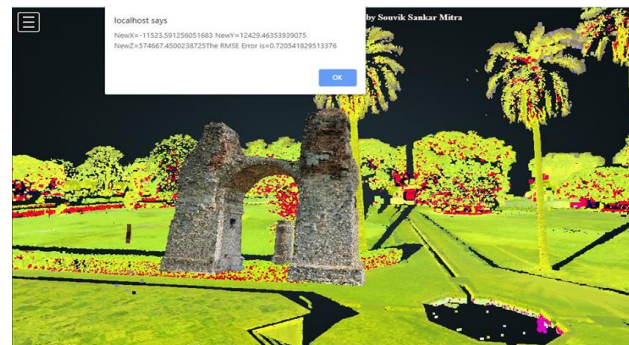 localhost says
by Souvik Sankar Mitra
NewX=-11523.591256051683 NewY=12429.46353939075
NewZ=574667.4500238725The RMSE Error is=0.720541829513376
OK